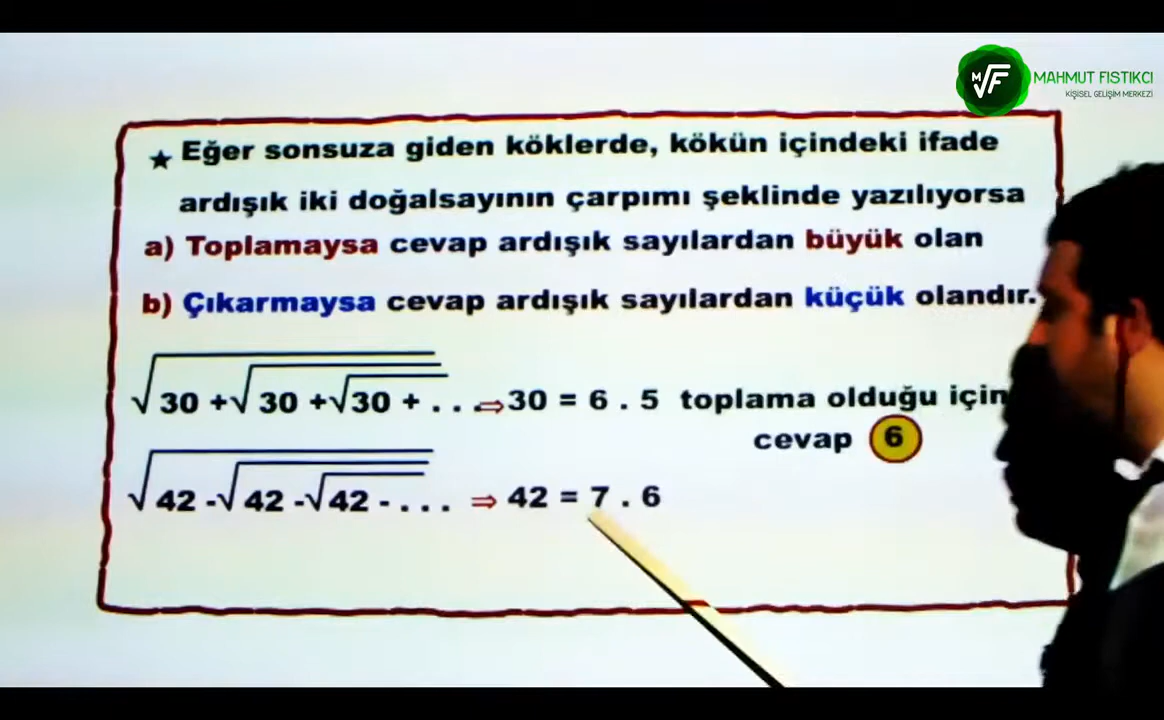 MAHMUT FISTIKCI
KİŞİSEL GELİŞİM MERKEZİ
★ Eğer sonsuza giden köklerde, kökün içindeki ifade
ardışık iki doğalsayının çarpımı şeklinde yazılıyorsa
a) Toplamaysa cevap ardışık sayılardan büyük olan
b) Çıkarmaysa cevap ardışık sayılardan küçük olandır.
√30 +√30 +√30 + . . . ⇒ 30 = 6 . 5 toplama olduğu için
cevap 6
√42 -√42 -√42 - . . . ⇒ 42 = 7 . 6